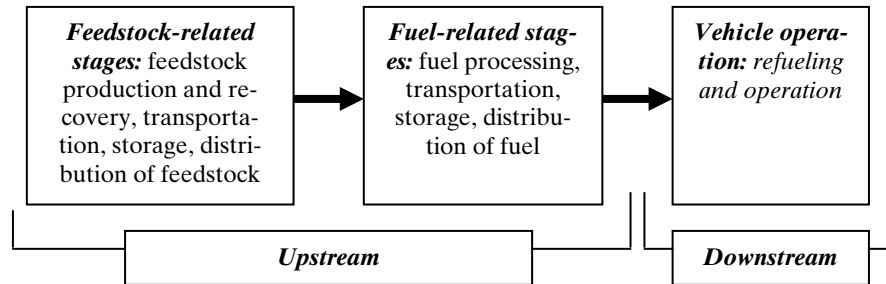 Feedstock-related
stages: feedstock
production and re-
covery, transporta-
tion, storage, distri-
bution of feedstock
Fuel-related stag-
es: fuel processing,
transportation,
storage, distribu-
tion of fuel
Vehicle opera-
tion: refueling
and operation
Upstream
Downstream